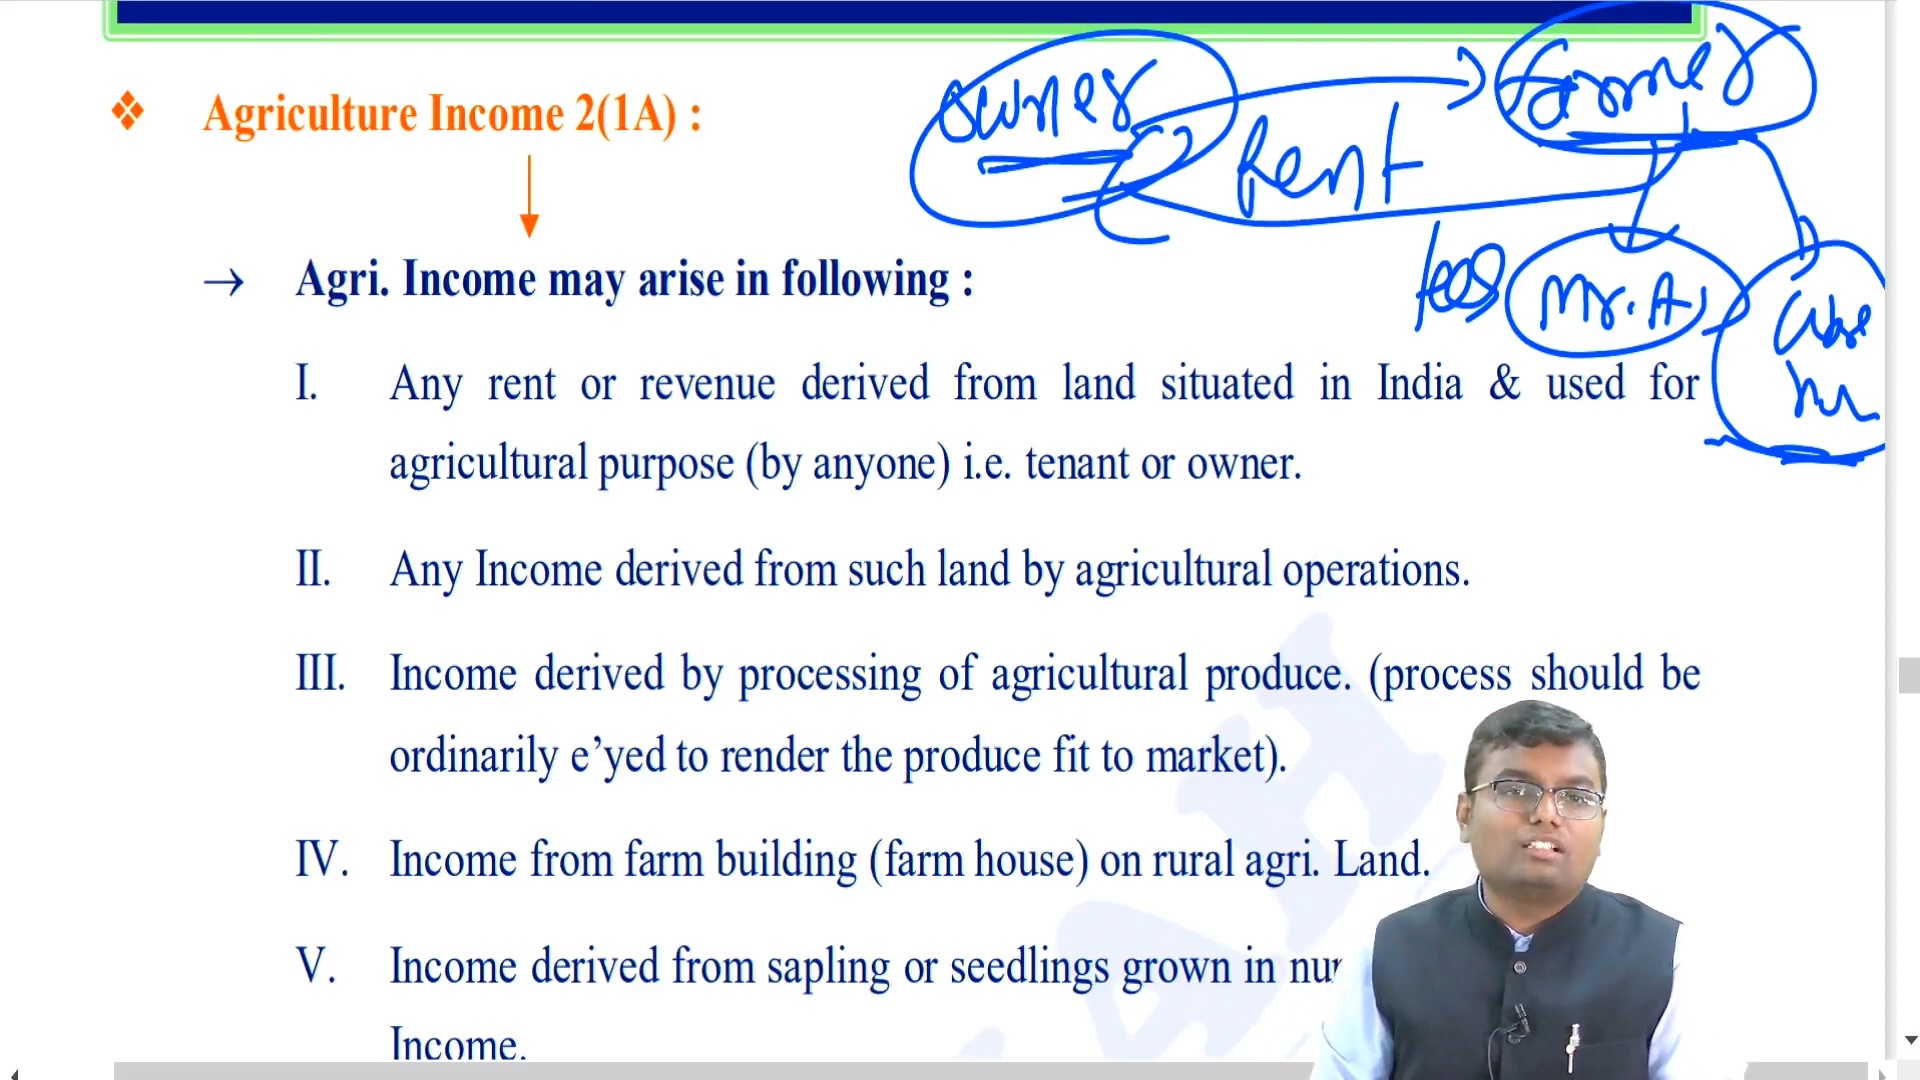 Agriculture Income 2(1A) :
owner
farmer
Rent
fees
Mr. A
→ Agri. Income may arise in following :
I. Any rent or revenue derived from land situated in India & used for
agricultural purpose (by anyone) i.e. tenant or owner.
II. Any Income derived from such land by agricultural operations.
III. Income derived by processing of agricultural produce. (process should be
ordinarily e’yed to render the produce fit to market).
IV. Income from farm building (farm house) on rural agri. Land.
V. Income derived from sapling or seedlings grown in
Income.